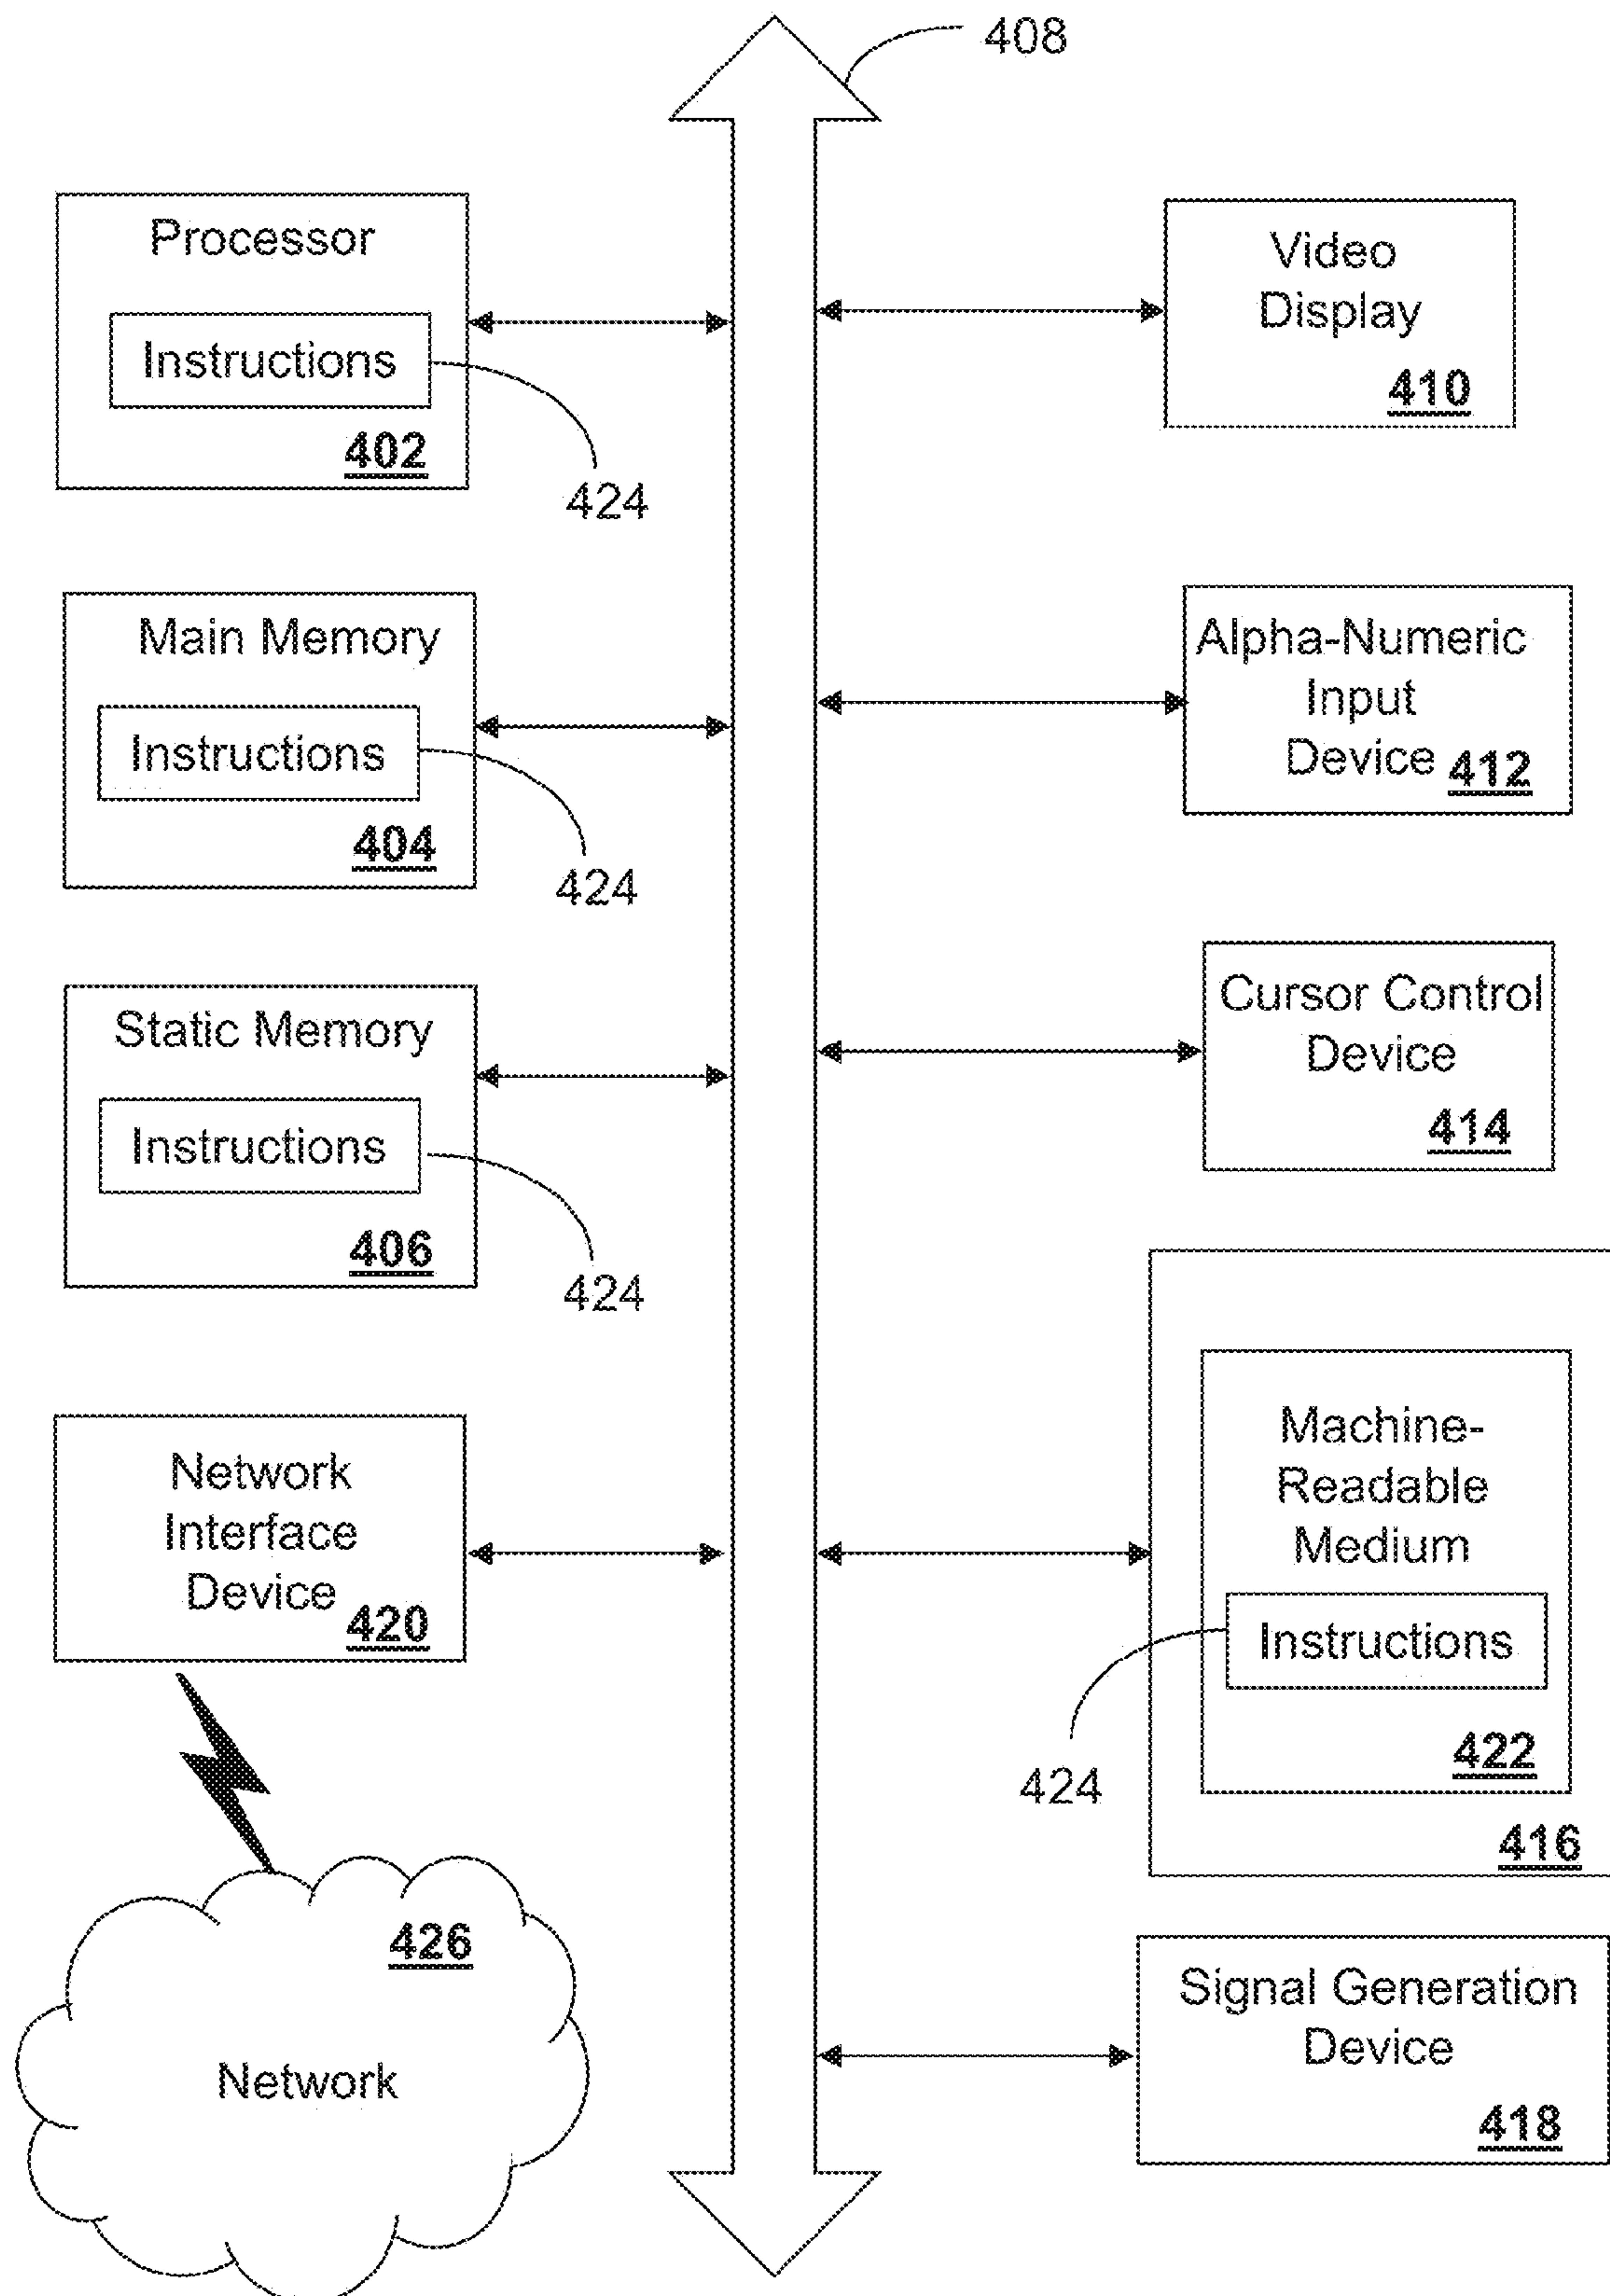 408
Processor
Instructions
402
424
Main Memory
Instructions
404
424
Static Memory
Instructions
406
424
Network
Interface
Device
420
426
Network
Video
Display
410
Alpha-Numeric
Input
Device
412
Cursor Control
Device
414
Machine-
Readable
Medium
Instructions
424
422
416
Signal Generation
Device
418